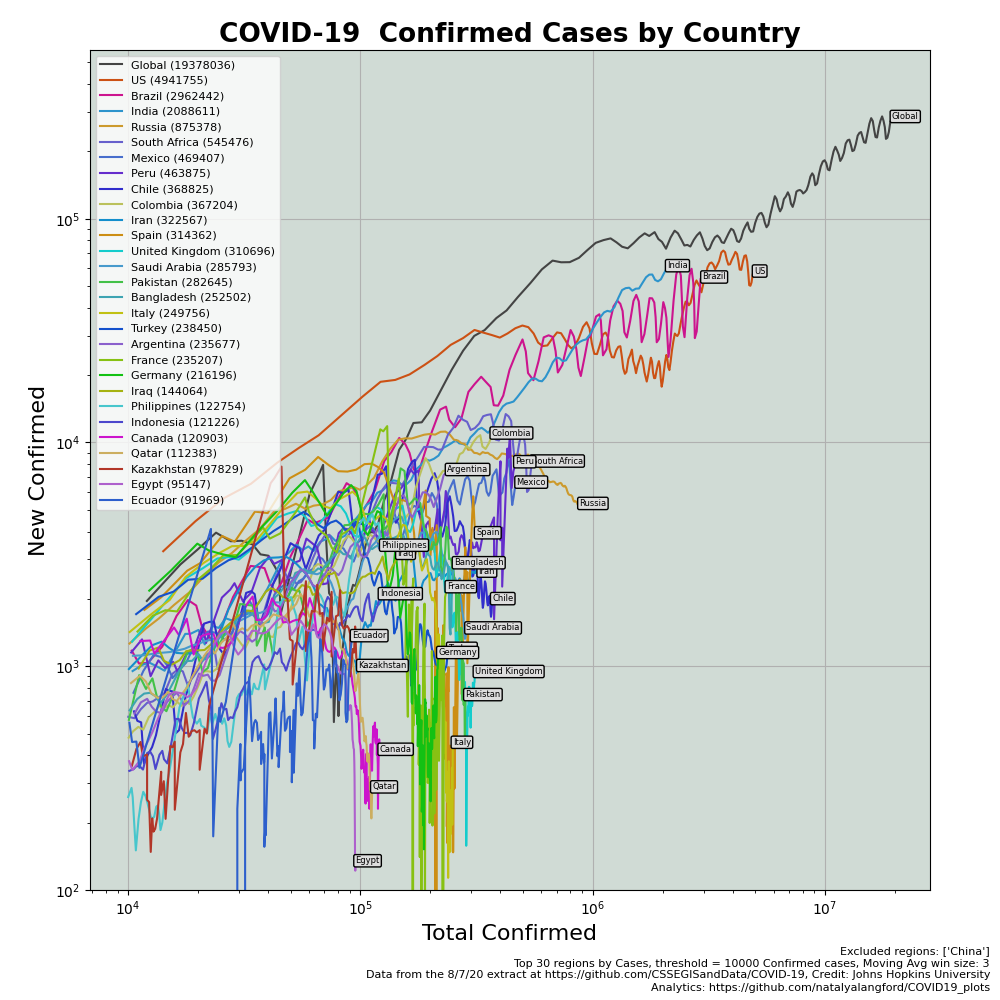 COVID-19  Confirmed Cases by Country
Global (19378036)
US (4941755)
Brazil (2962442)
India (2088611)
Russia (875378)
South Africa (545476)
Mexico (469407)
Peru (463875)
Chile (368825)
Colombia (367204)
Iran (322567)
Spain (314362)
United Kingdom (310696)
Saudi Arabia (285793)
Pakistan (282645)
Bangladesh (252502)
Italy (249756)
Turkey (238450)
Argentina (235677)
France (235207)
Germany (216196)
Iraq (144064)
Philippines (122754)
Indonesia (121226)
Canada (120903)
Qatar (112383)
Kazakhstan (97829)
Egypt (95147)
Ecuador (91969)
Global
India
Brazil
US
Colombia
Peru
outh Africa
Argentina
Mexico
Russia
Spain
Philippines
Iraq
Bangladesh
Iran
France
Indonesia
Chile
Saudi Arabia
Ecuador
Germany
Kazakhstan
United Kingdom
Pakistan
Italy
Canada
Qatar
Egypt
New Confirmed
10⁵
10⁴
10³
10²
10⁴ 10⁵ 10⁶ 10⁷
Total Confirmed
Excluded regions: ['China']
Top 30 regions by Cases, threshold = 10000 Confirmed cases, Moving Avg win size: 3
Data from the 8/7/20 extract at https://github.com/CSSEGISandData/COVID-19, Credit: Johns Hopkins University
Analytics: https://github.com/natalyalangford/COVID19_plots